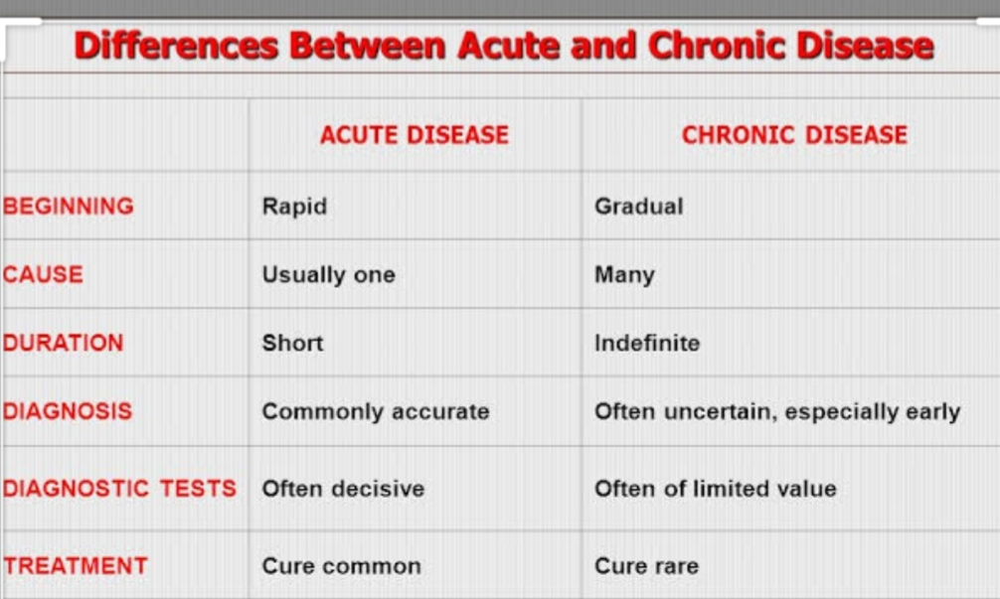 Differences Between Acute and Chronic Disease
ACUTE DISEASE CHRONIC DISEASE
BEGINNING Rapid Gradual
CAUSE Usually one Many
DURATION Short Indefinite
DIAGNOSIS Commonly accurate Often uncertain, especially early
DIAGNOSTIC TESTS Often decisive Often of limited value
TREATMENT Cure common Cure rare